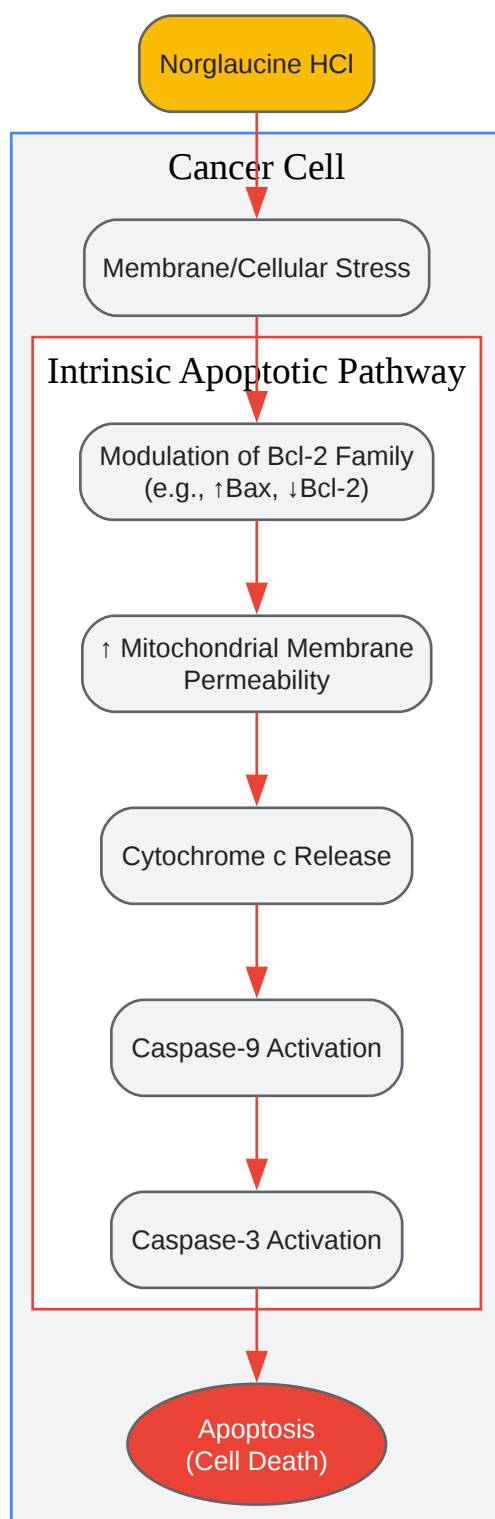 Norglaucine HCl
Cancer Cell
Membrane/Cellular Stress
Intrinsic Apoptotic Pathway
Modulation of Bcl-2 Family
(e.g., ↑Bax, ↓Bcl-2)
↑ Mitochondrial Membrane
Permeability
Cytochrome c Release
Caspase-9 Activation
Caspase-3 Activation
Apoptosis
(Cell Death)